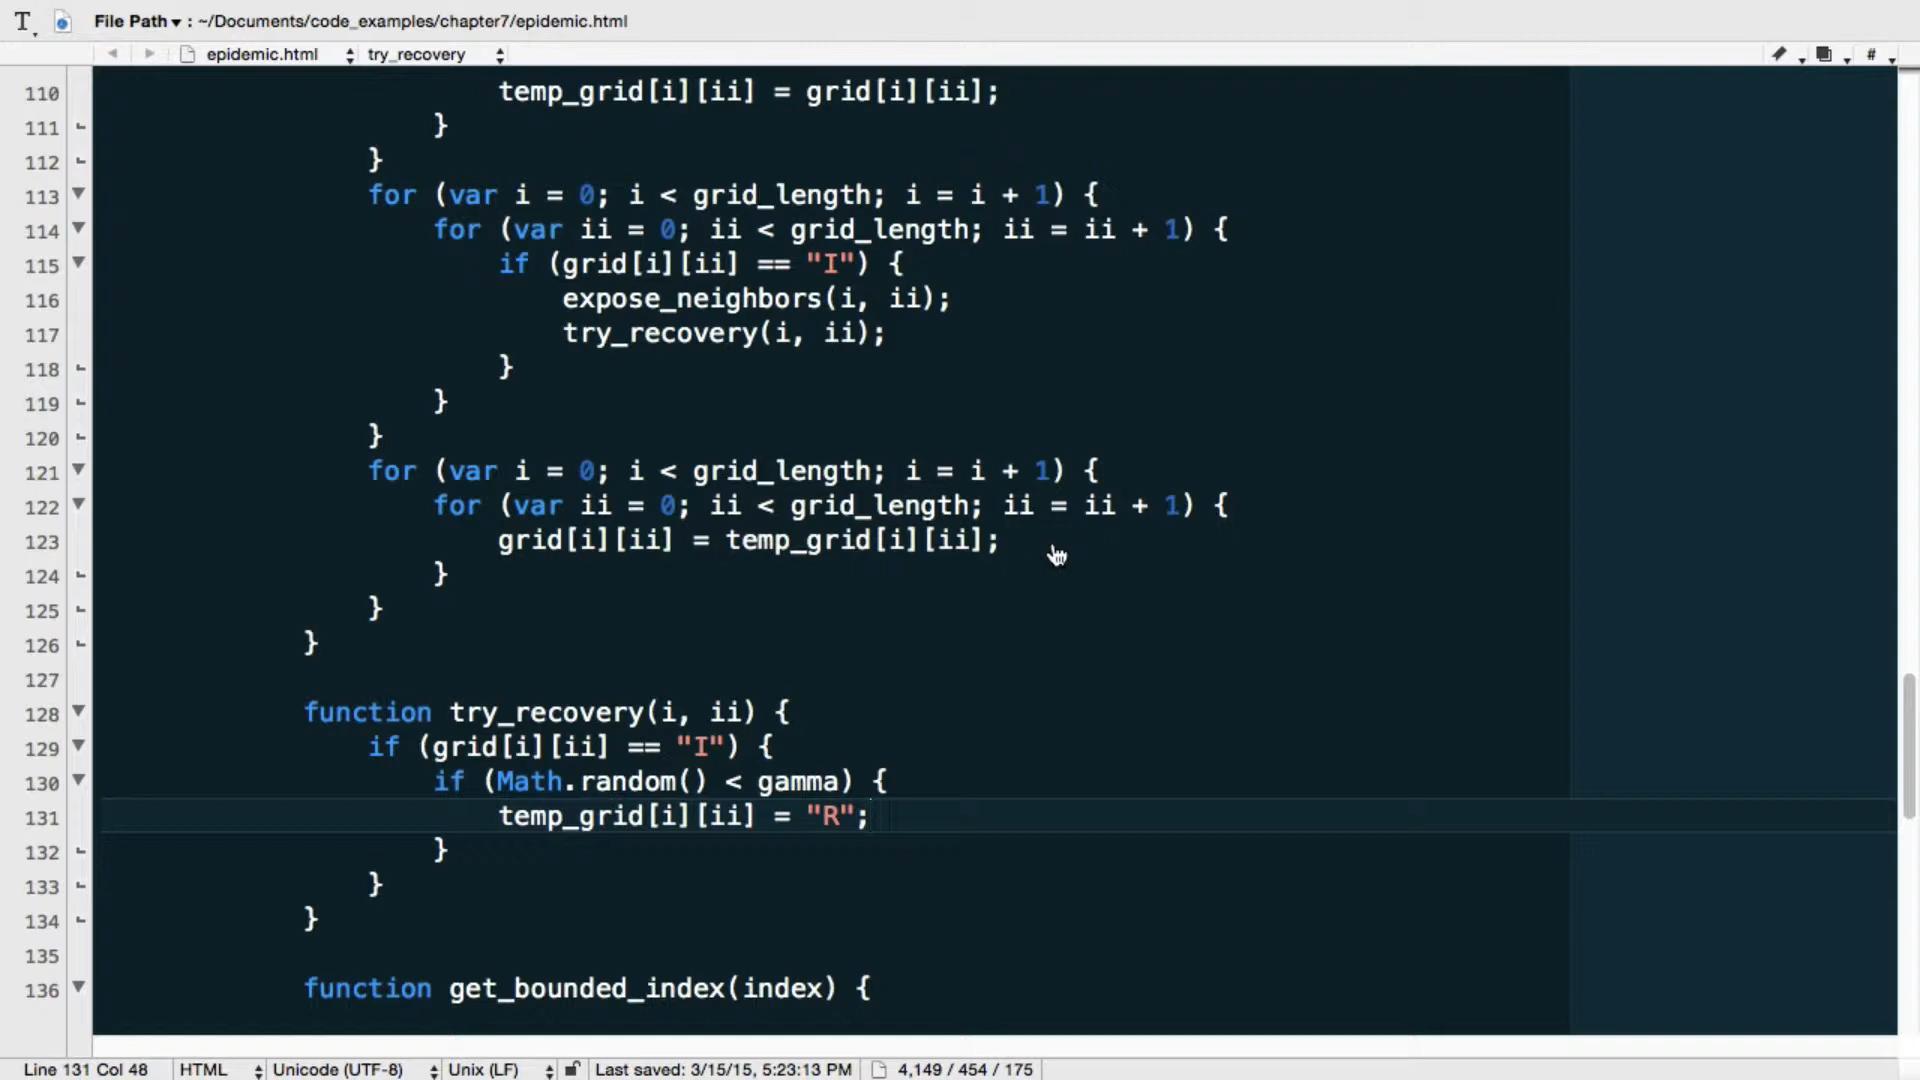 File Path ▾ : ~/Documents/code_examples/chapter7/epidemic.html
epidemic.html try_recovery #
110 temp_grid[i][ii] = grid[i][ii];
111 }
112 }
113 for (var i = 0; i < grid_length; i = i + 1) {
114 for (var ii = 0; ii < grid_length; ii = ii + 1) {
115 if (grid[i][ii] == "I") {
116 expose_neighbors(i, ii);
117 try_recovery(i, ii);
118 }
119 }
120 }
121 for (var i = 0; i < grid_length; i = i + 1) {
122 for (var ii = 0; ii < grid_length; ii = ii + 1) {
123 grid[i][ii] = temp_grid[i][ii];
124 }
125 }
126 }
127
128 function try_recovery(i, ii) {
129 if (grid[i][ii] == "I") {
130 if (Math.random() < gamma) {
131 temp_grid[i][ii] = "R";
132 }
133 }
134 }
135
136 function get_bounded_index(index) {
Line 131 Col 48 HTML Unicode (UTF-8) Unix (LF) Last saved: 3/15/15, 5:23:13 PM 4,149 / 454 / 175